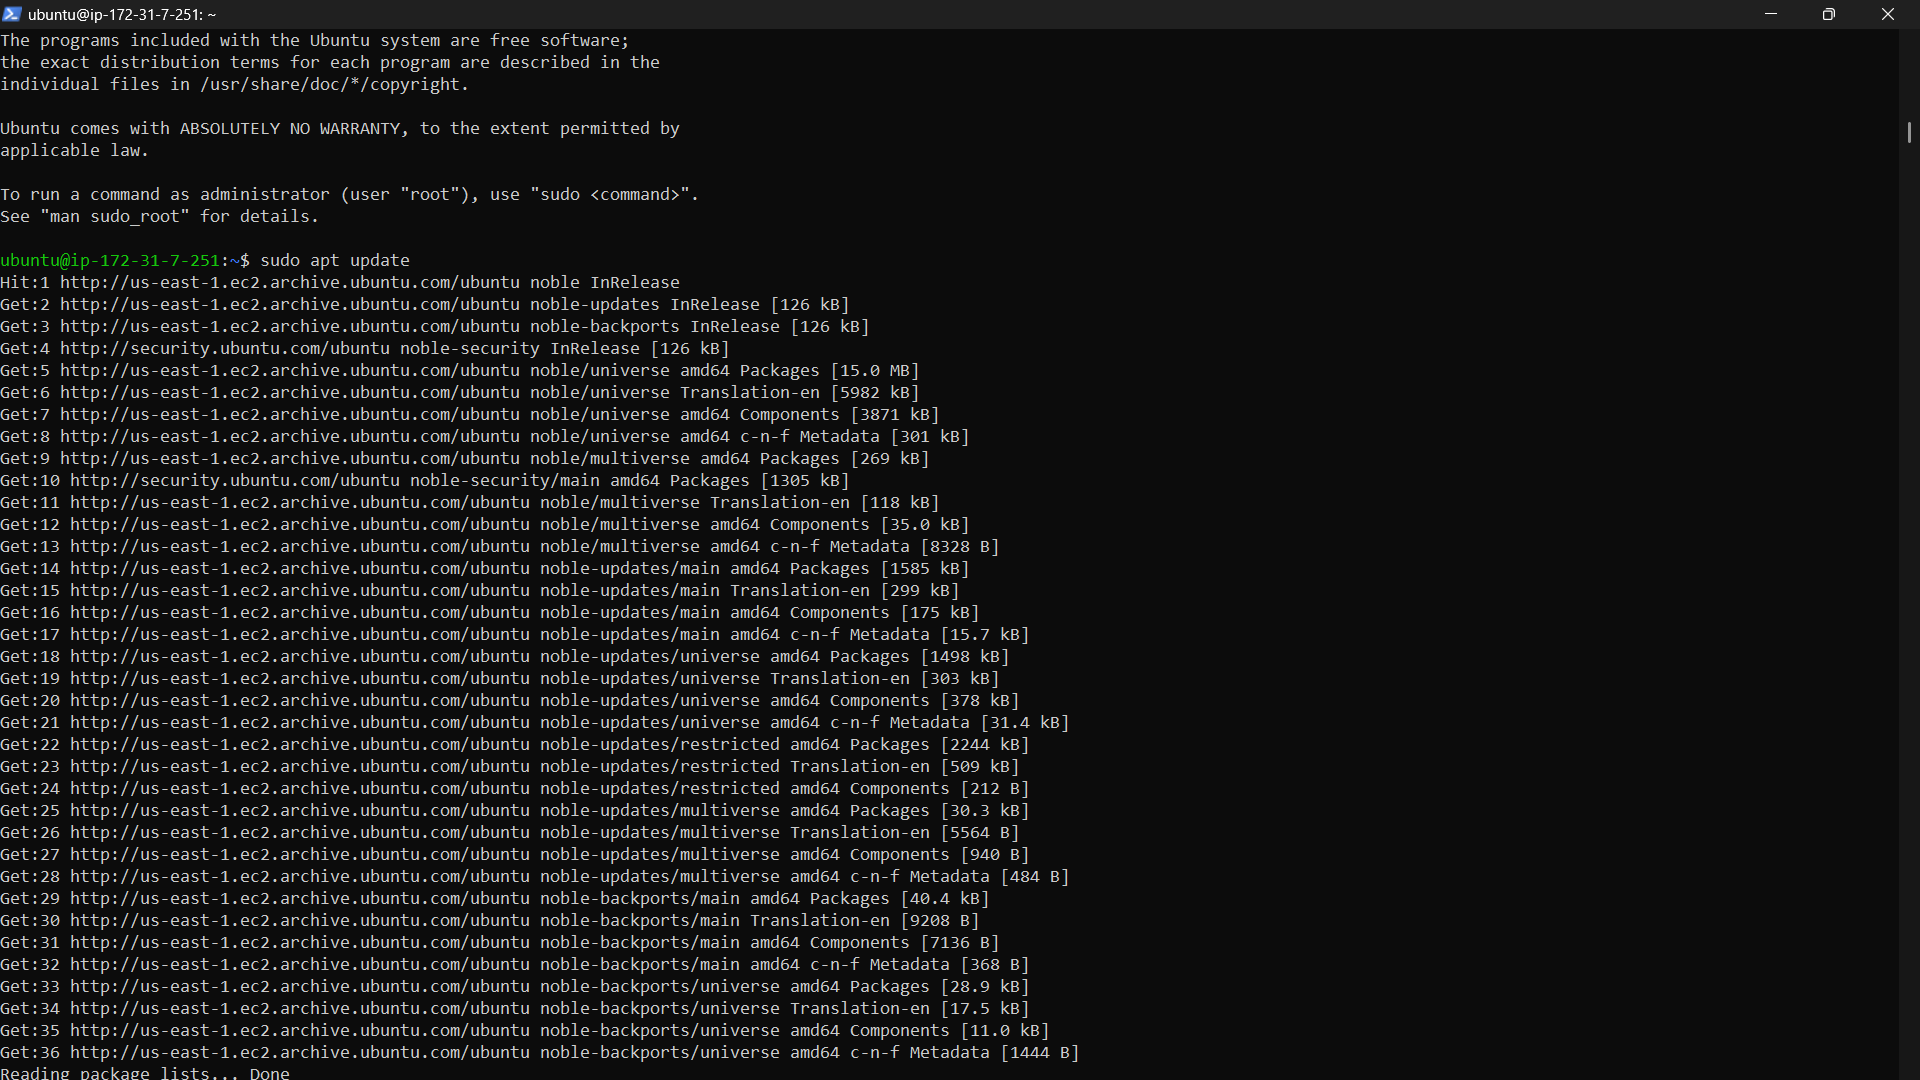 ubuntu@ip-172-31-7-251: ~
The programs included with the Ubuntu system are free software;
the exact distribution terms for each program are described in the
individual files in /usr/share/doc/*/copyright.
Ubuntu comes with ABSOLUTELY NO WARRANTY, to the extent permitted by
applicable law.
To run a command as administrator (user "root"), use "sudo <command>".
See "man sudo_root" for details.
ubuntu@ip-172-31-7-251:~$ sudo apt update
Hit:1 http://us-east-1.ec2.archive.ubuntu.com/ubuntu noble InRelease
Get:2 http://us-east-1.ec2.archive.ubuntu.com/ubuntu noble-updates InRelease [126 kB]
Get:3 http://us-east-1.ec2.archive.ubuntu.com/ubuntu noble-backports InRelease [126 kB]
Get:4 http://security.ubuntu.com/ubuntu noble-security InRelease [126 kB]
Get:5 http://us-east-1.ec2.archive.ubuntu.com/ubuntu noble/universe amd64 Packages [15.0 MB]
Get:6 http://us-east-1.ec2.archive.ubuntu.com/ubuntu noble/universe Translation-en [5982 kB]
Get:7 http://us-east-1.ec2.archive.ubuntu.com/ubuntu noble/universe amd64 Components [3871 kB]
Get:8 http://us-east-1.ec2.archive.ubuntu.com/ubuntu noble/universe amd64 c-n-f Metadata [301 kB]
Get:9 http://us-east-1.ec2.archive.ubuntu.com/ubuntu noble/multiverse amd64 Packages [269 kB]
Get:10 http://security.ubuntu.com/ubuntu noble-security/main amd64 Packages [1305 kB]
Get:11 http://us-east-1.ec2.archive.ubuntu.com/ubuntu noble/multiverse Translation-en [118 kB]
Get:12 http://us-east-1.ec2.archive.ubuntu.com/ubuntu noble/multiverse amd64 Components [35.0 kB]
Get:13 http://us-east-1.ec2.archive.ubuntu.com/ubuntu noble/multiverse amd64 c-n-f Metadata [8328 B]
Get:14 http://us-east-1.ec2.archive.ubuntu.com/ubuntu noble-updates/main amd64 Packages [1585 kB]
Get:15 http://us-east-1.ec2.archive.ubuntu.com/ubuntu noble-updates/main Translation-en [299 kB]
Get:16 http://us-east-1.ec2.archive.ubuntu.com/ubuntu noble-updates/main amd64 Components [175 kB]
Get:17 http://us-east-1.ec2.archive.ubuntu.com/ubuntu noble-updates/main amd64 c-n-f Metadata [15.7 kB]
Get:18 http://us-east-1.ec2.archive.ubuntu.com/ubuntu noble-updates/universe amd64 Packages [1498 kB]
Get:19 http://us-east-1.ec2.archive.ubuntu.com/ubuntu noble-updates/universe Translation-en [303 kB]
Get:20 http://us-east-1.ec2.archive.ubuntu.com/ubuntu noble-updates/universe amd64 Components [378 kB]
Get:21 http://us-east-1.ec2.archive.ubuntu.com/ubuntu noble-updates/universe amd64 c-n-f Metadata [31.4 kB]
Get:22 http://us-east-1.ec2.archive.ubuntu.com/ubuntu noble-updates/restricted amd64 Packages [2244 kB]
Get:23 http://us-east-1.ec2.archive.ubuntu.com/ubuntu noble-updates/restricted Translation-en [509 kB]
Get:24 http://us-east-1.ec2.archive.ubuntu.com/ubuntu noble-updates/restricted amd64 Components [212 B]
Get:25 http://us-east-1.ec2.archive.ubuntu.com/ubuntu noble-updates/multiverse amd64 Packages [30.3 kB]
Get:26 http://us-east-1.ec2.archive.ubuntu.com/ubuntu noble-updates/multiverse Translation-en [5564 B]
Get:27 http://us-east-1.ec2.archive.ubuntu.com/ubuntu noble-updates/multiverse amd64 Components [940 B]
Get:28 http://us-east-1.ec2.archive.ubuntu.com/ubuntu noble-updates/multiverse amd64 c-n-f Metadata [484 B]
Get:29 http://us-east-1.ec2.archive.ubuntu.com/ubuntu noble-backports/main amd64 Packages [40.4 kB]
Get:30 http://us-east-1.ec2.archive.ubuntu.com/ubuntu noble-backports/main Translation-en [9208 B]
Get:31 http://us-east-1.ec2.archive.ubuntu.com/ubuntu noble-backports/main amd64 Components [7136 B]
Get:32 http://us-east-1.ec2.archive.ubuntu.com/ubuntu noble-backports/main amd64 c-n-f Metadata [368 B]
Get:33 http://us-east-1.ec2.archive.ubuntu.com/ubuntu noble-backports/universe amd64 Packages [28.9 kB]
Get:34 http://us-east-1.ec2.archive.ubuntu.com/ubuntu noble-backports/universe Translation-en [17.5 kB]
Get:35 http://us-east-1.ec2.archive.ubuntu.com/ubuntu noble-backports/universe amd64 Components [11.0 kB]
Get:36 http://us-east-1.ec2.archive.ubuntu.com/ubuntu noble-backports/universe amd64 c-n-f Metadata [1444 B]
Reading package lists... Done